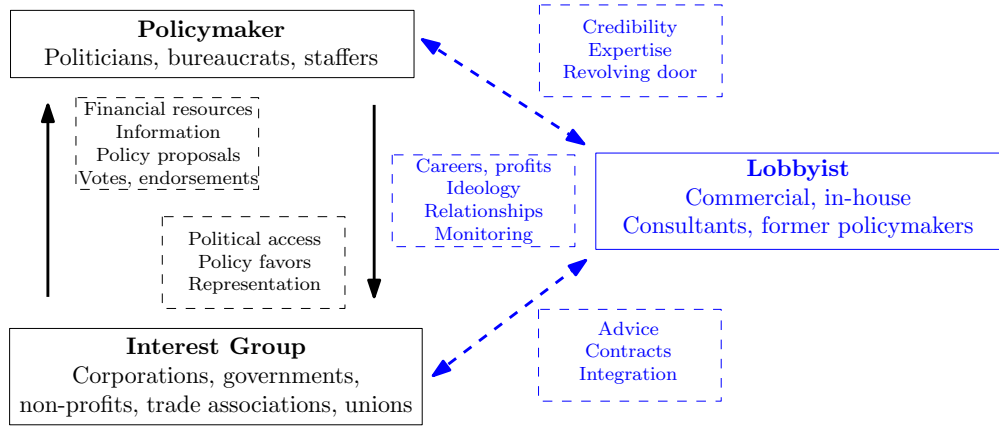 Policymaker
Politicians, bureaucrats, staffers
Credibility
Expertise
Revolving door
Financial resources
Information
Policy proposals
Votes, endorsements
Careers, profits
Ideology
Relationships
Monitoring
Lobbyist
Commercial, in-house
Consultants, former policymakers
Political access
Policy favors
Representation
Interest Group
Corporations, governments,
non-profits, trade associations, unions
Advice
Contracts
Integration